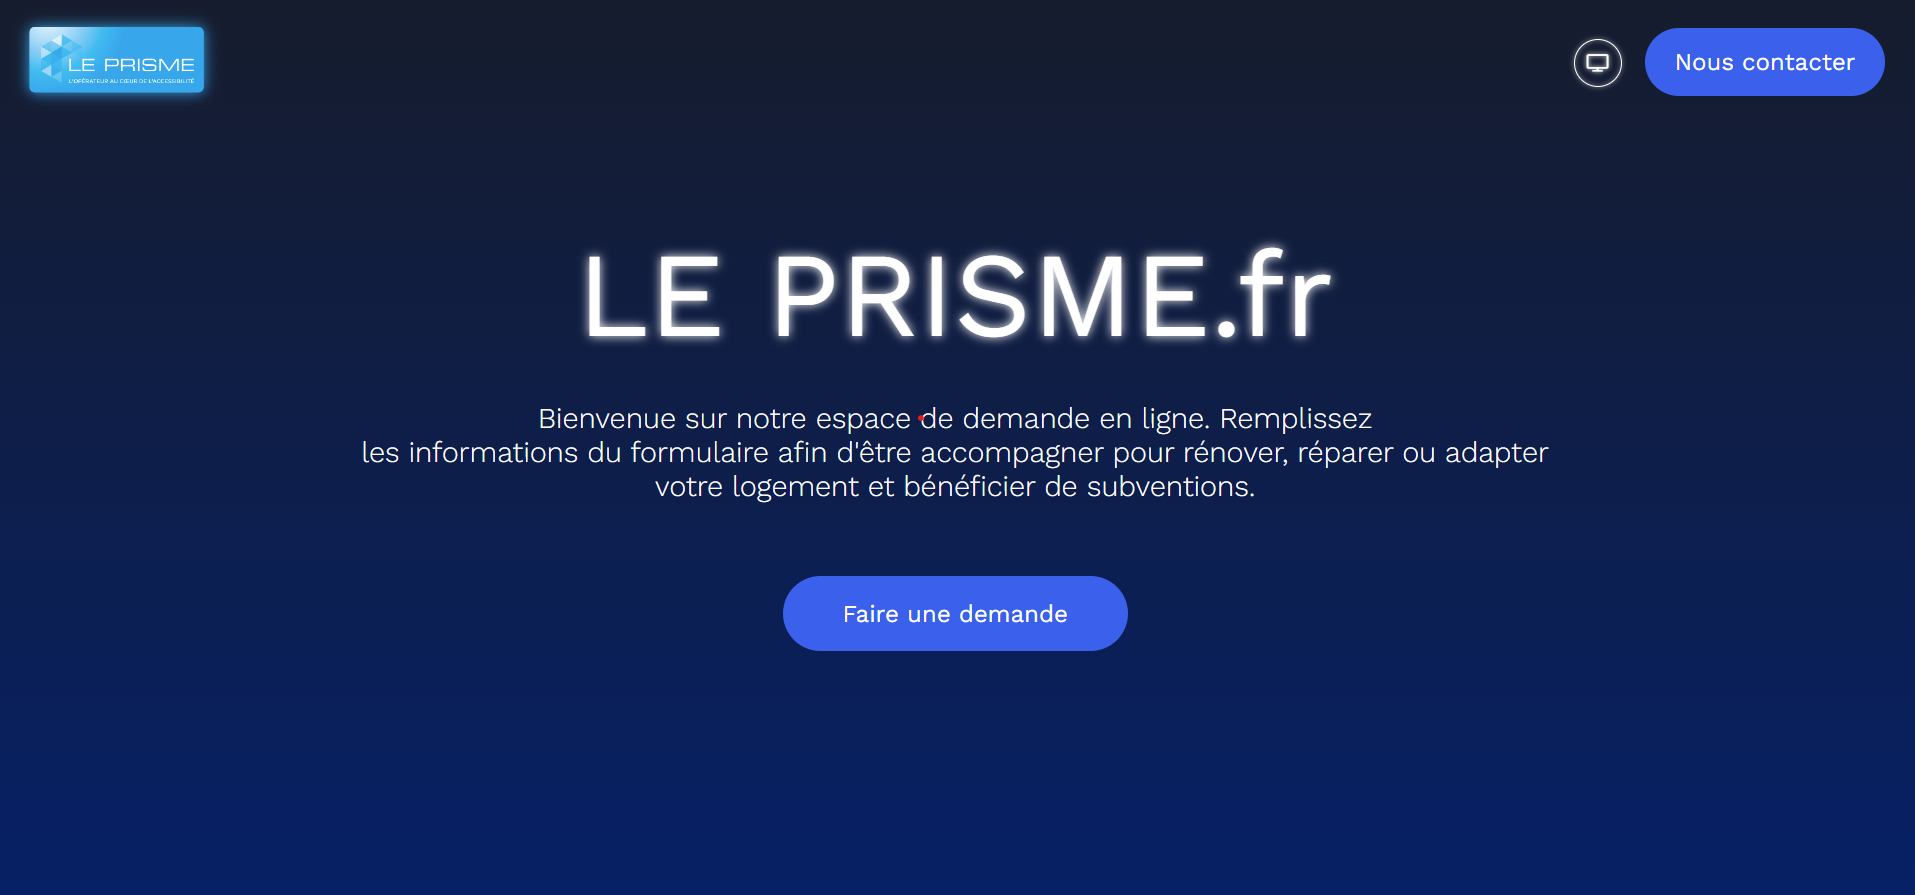 LE PRISME
L'OPÉRATEUR AU CŒUR DE L'ACCESSIBILITÉ
Nous contacter
LE PRISME.fr
Bienvenue sur notre espace de demande en ligne. Remplissez
les informations du formulaire afin d'être accompagner pour rénover, réparer ou adapter
votre logement et bénéficier de subventions.
Faire une demande